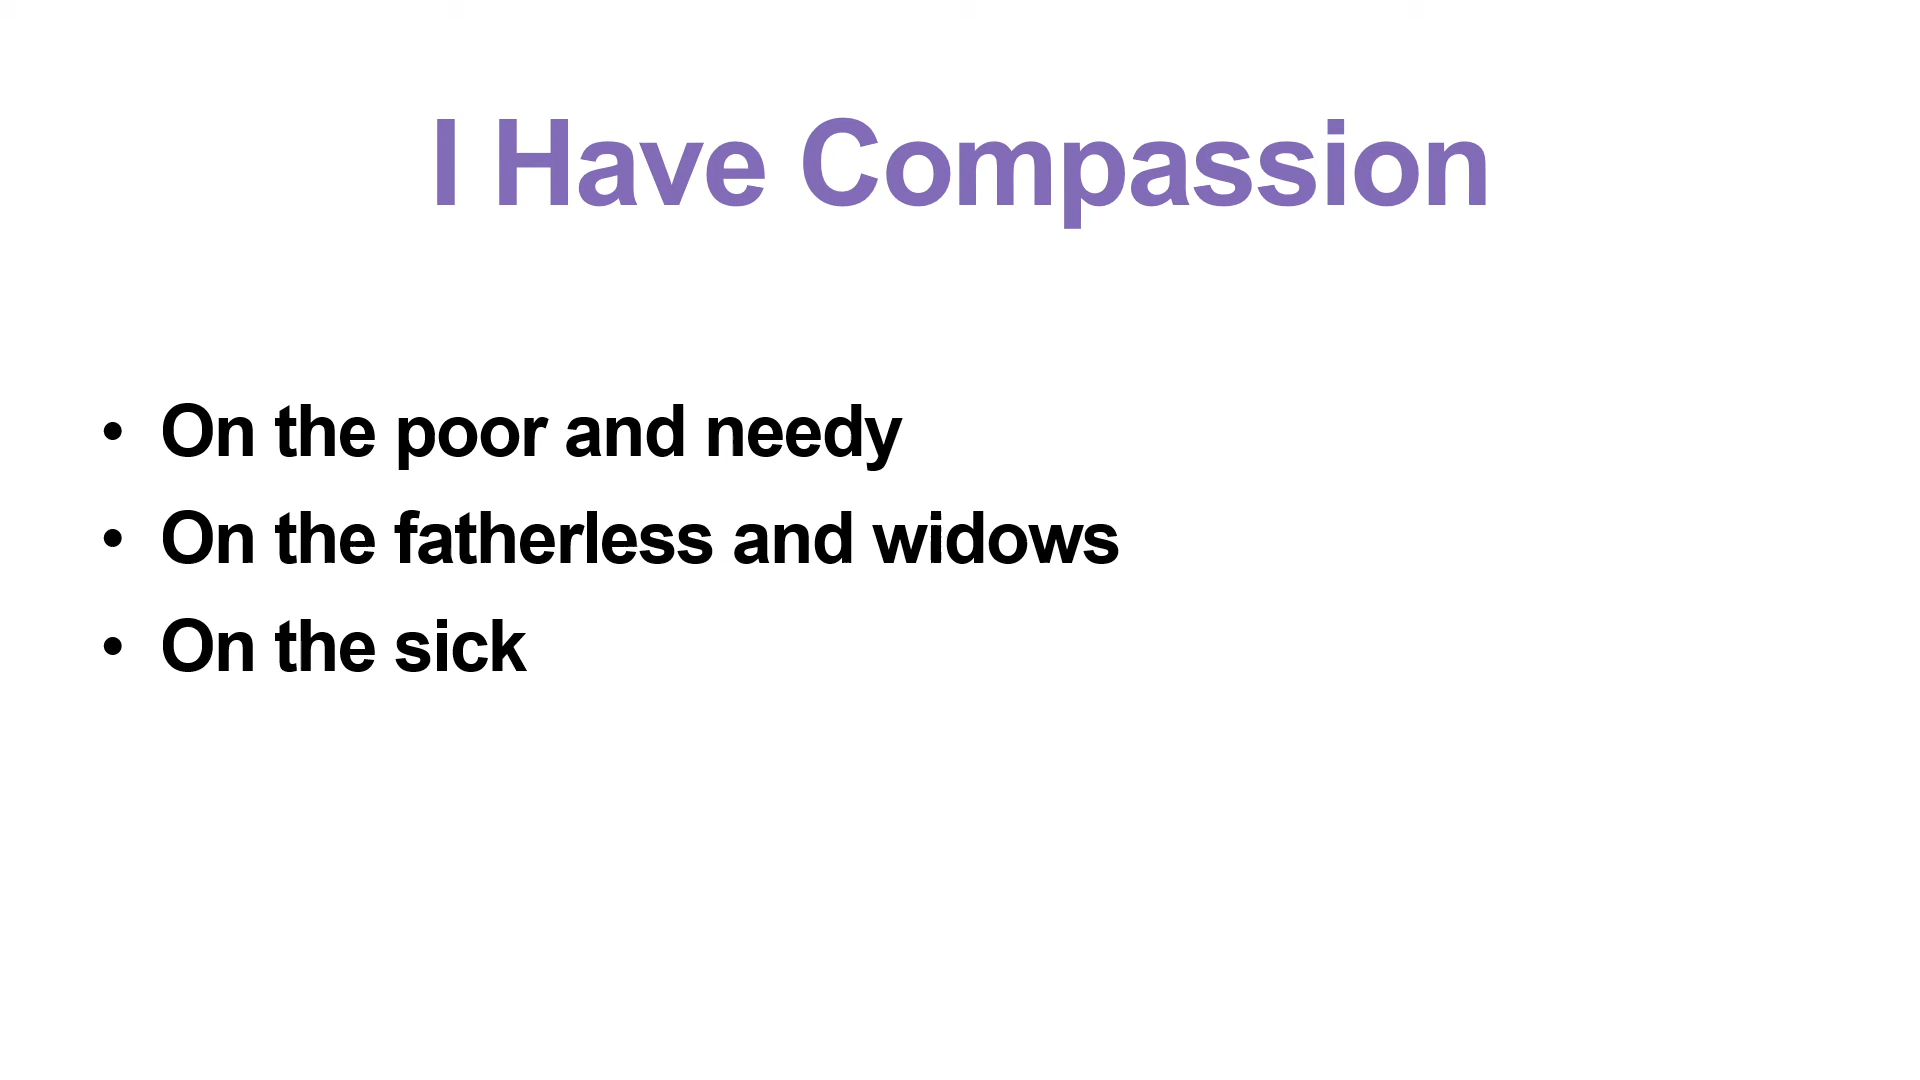 I Have Compassion
• On the poor and needy
• On the fatherless and widows
• On the sick